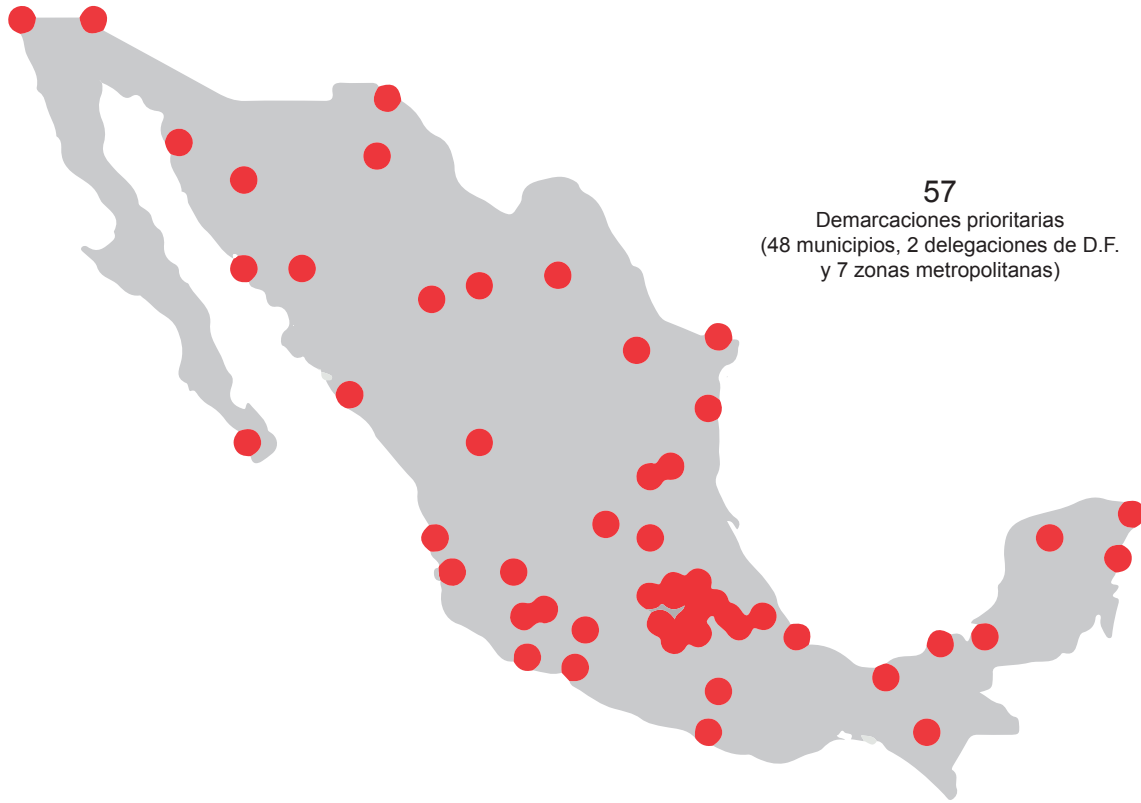 57
Demarcaciones prioritarias
(48 municipios, 2 delegaciones de D.F.
y 7 zonas metropolitanas)